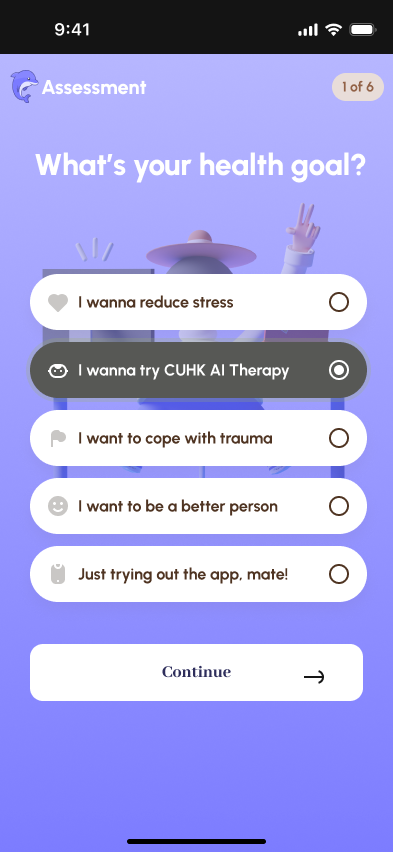 9:41
Assessment
1 of 6
What's your health goal?
I wanna reduce stress
I wanna try CUHK AI Therapy
I want to cope with trauma
I want to be a better person
Just trying out the app, mate!
Continue